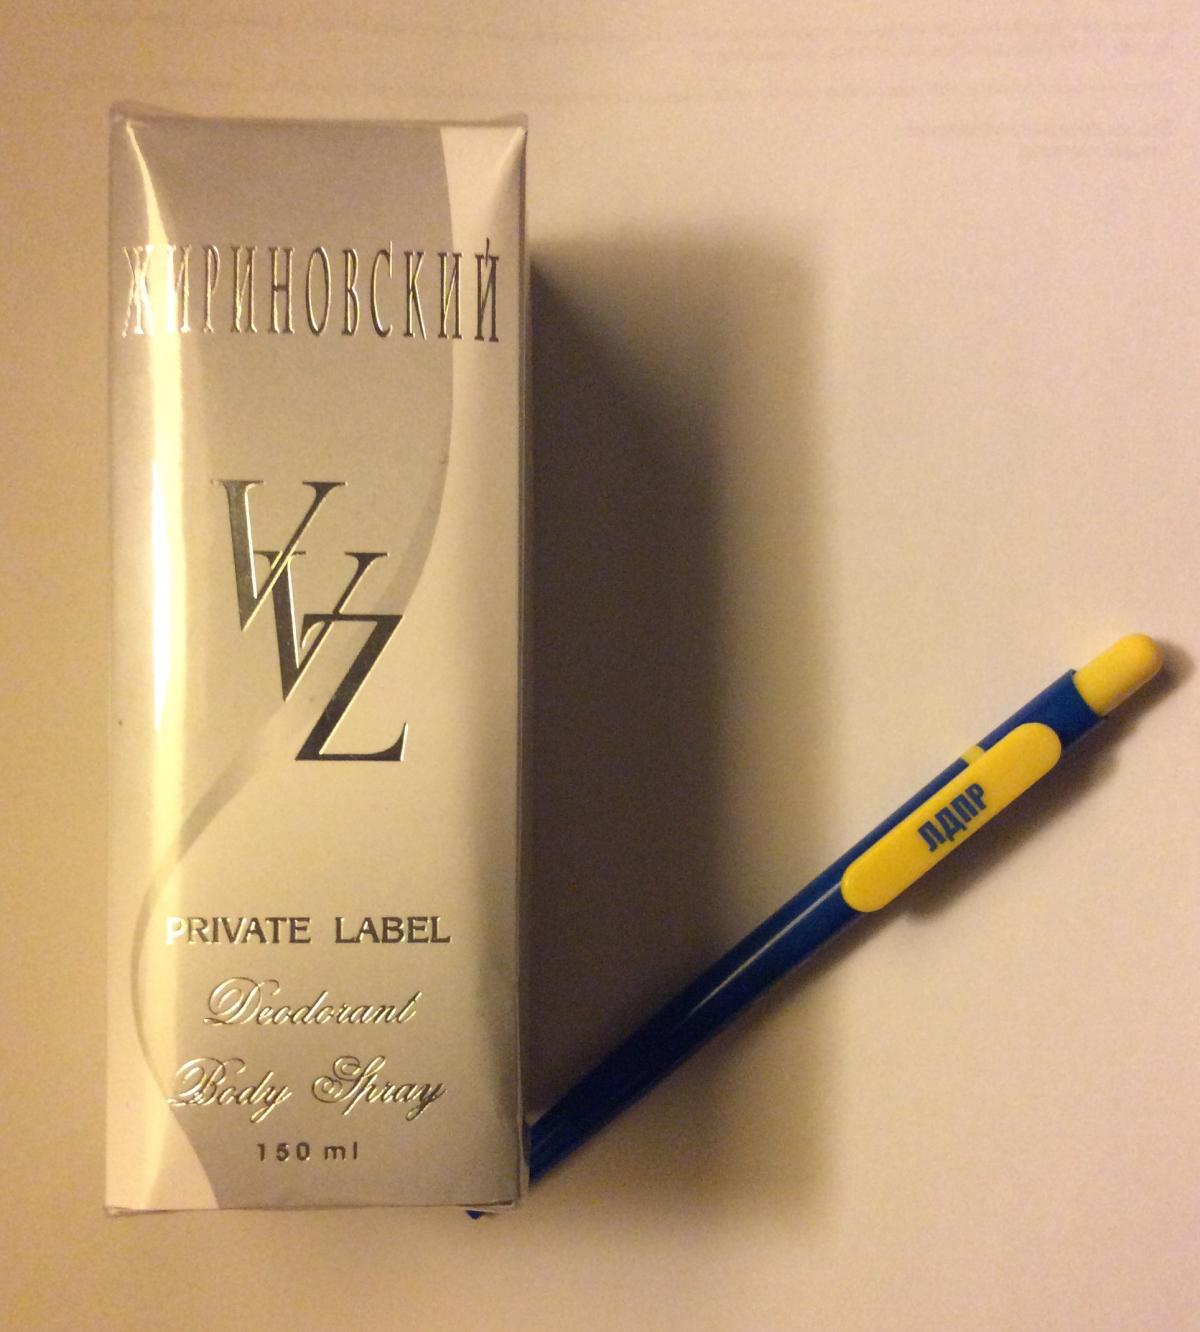 ЖИРИНОВСКИЙ
VVZ
PRIVATE LABEL
Deodorant
Body Spray
150 ml
ЛДПР